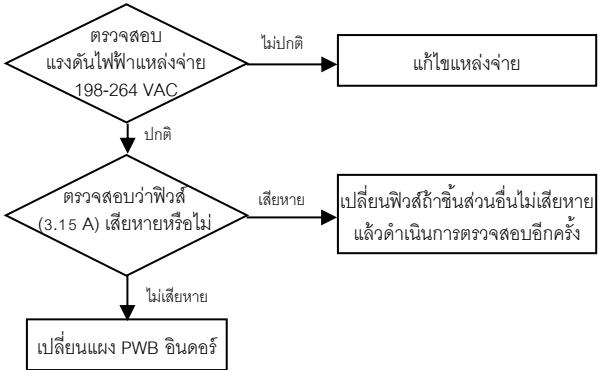 ตรวจสอบ
แรงดันไฟฟ้าแหล่งจ่าย
198-264 VAC
ไม่ปกติ
แก้ไขแหล่งจ่าย
ปกติ
ตรวจสอบว่าฟิวส์
(3.15 A) เสียหายหรือไม่
เสียหาย
เปลี่ยนฟิวส์ถ้าชิ้นส่วนอื่นไม่เสียหาย
แล้วดำเนินการตรวจสอบอีกครั้ง
ไม่เสียหาย
เปลี่ยนแผง PWB อินดอร์